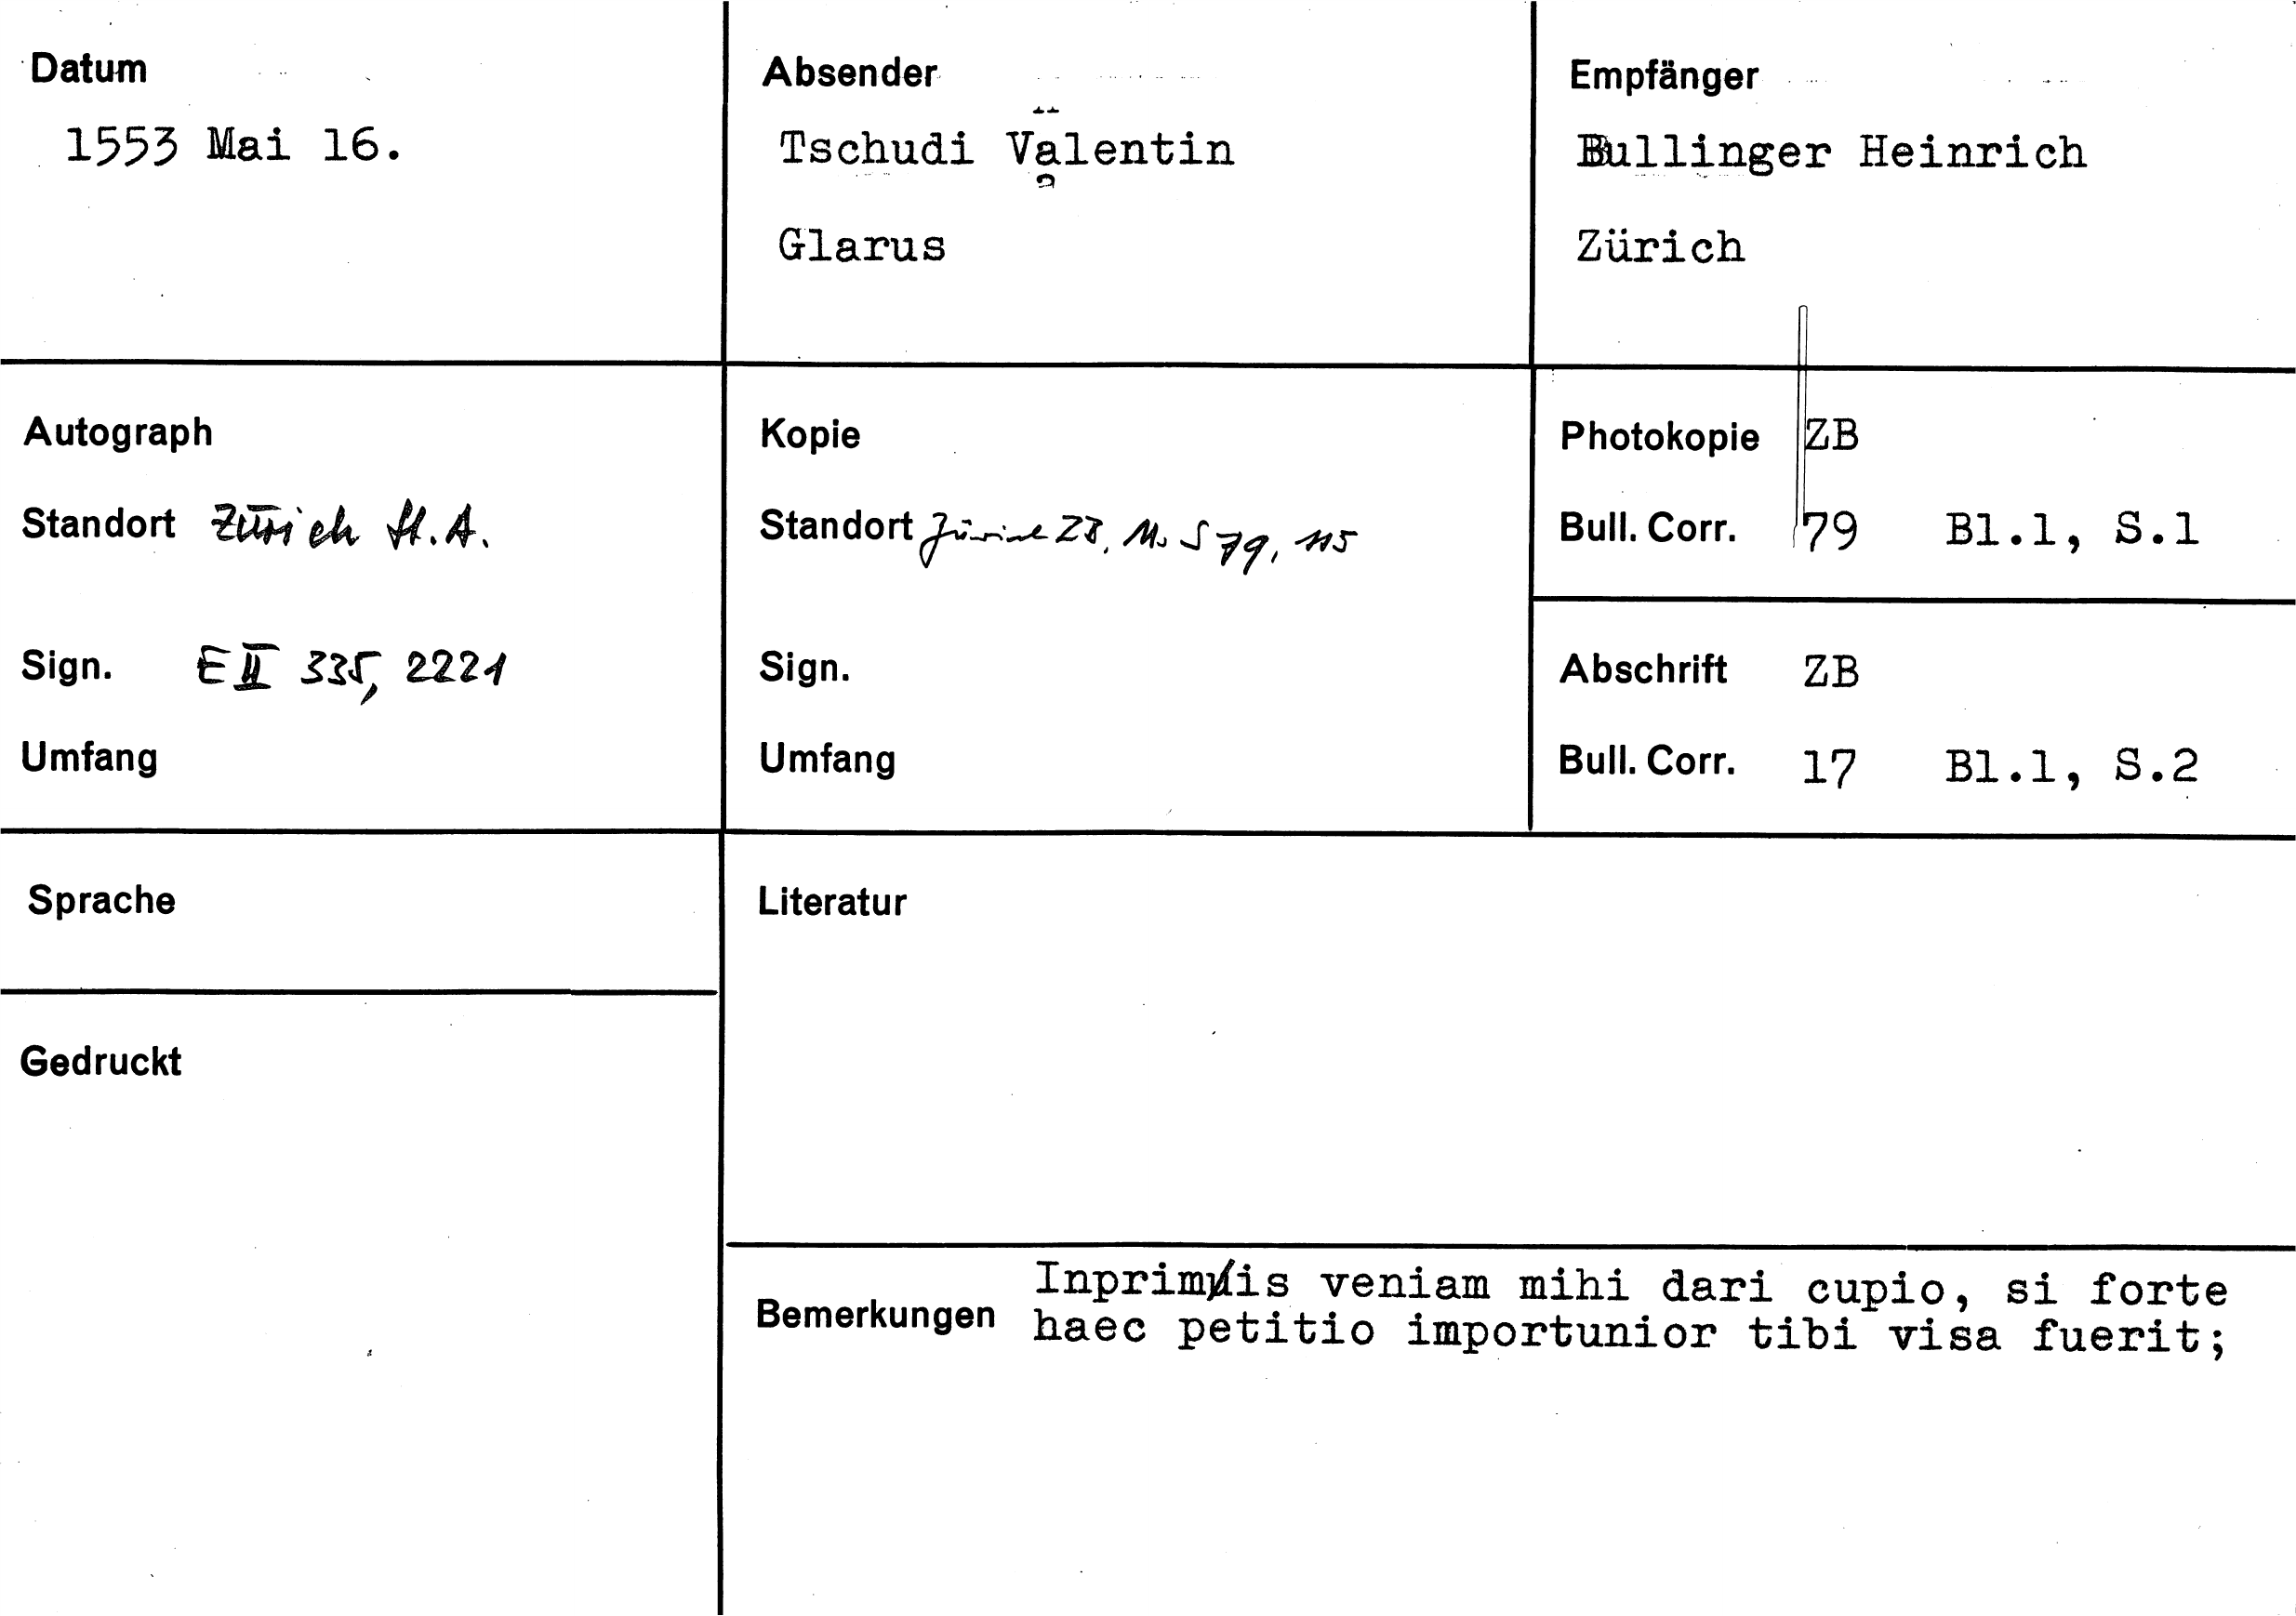 Datum
1553 Mai 16.
Absender
Tschudi Valentin
Glarus
Empfänger
Bullinger Heinrich
Zürich
Autograph
Standort Zürich St.A.
Sign. E II 335, 2221
Umfang
Kopie
Standort Zürich ZB, Ms S 79, 115
Sign.
Umfang
Photokopie ZB
Bull. Corr. 79 Bl.1, S.1
Abschrift ZB
Bull. Corr. 17 Bl.1, S.2
Sprache
Gedruckt
Literatur
Bemerkungen
Inprimis veniam mihi dari cupio, si forte
haec petitio importunior tibi visa fuerit;